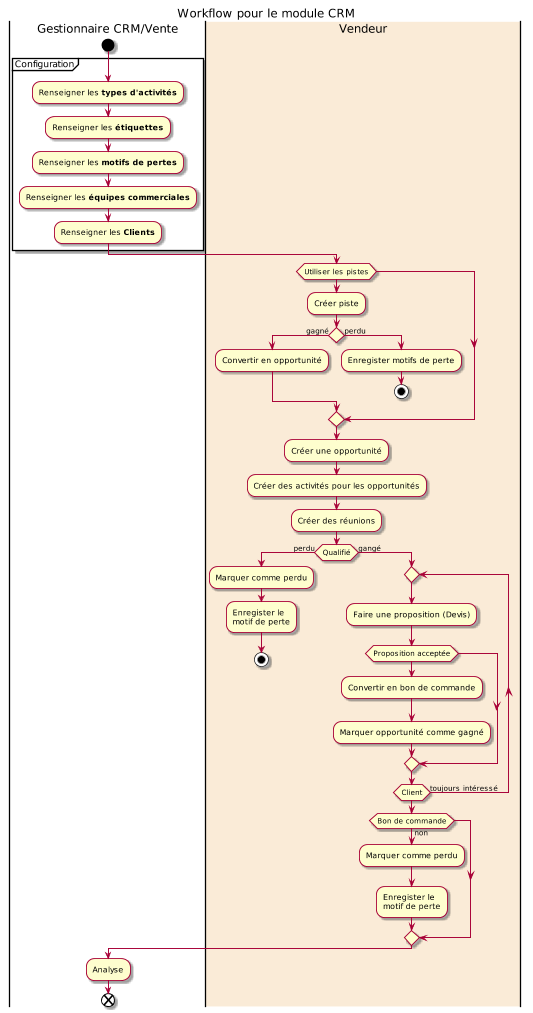 Workflow pour le module CRM
Gestionnaire CRM/Vente
Vendeur
Configuration
Renseigner les types d'activités
Renseigner les étiquettes
Renseigner les motifs de pertes
Renseigner les équipes commerciales
Renseigner les Clients
Utiliser les pistes
Créer piste
gagné
perdu
Convertir en opportunité
Enregister motifs de perte
Créer une opportunité
Créer des activités pour les opportunités
Créer des réunions
perdu
Qualifié
gangé
Marquer comme perdu
Enregister le
motif de perte
Faire une proposition (Devis)
Proposition acceptée
Convertir en bon de commande
Marquer opportunité comme gagné
Client
toujours intéressé
Bon de commande
non
Marquer comme perdu
Enregister le
motif de perte
Analyse